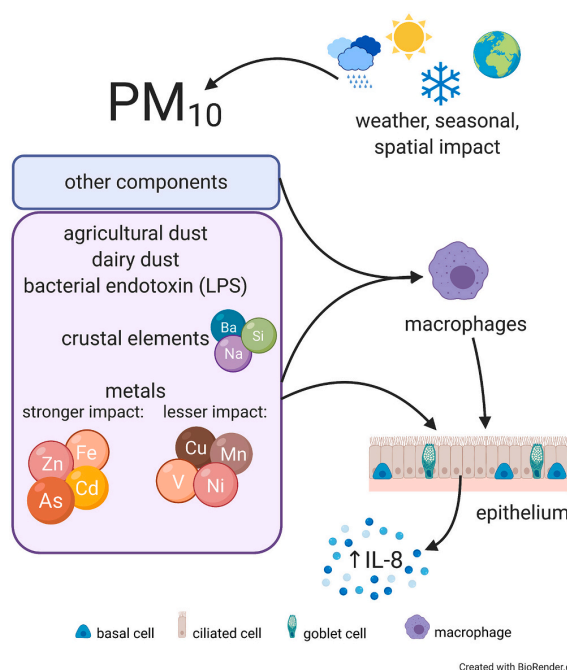 PM10
weather, seasonal,
spatial impact
other components
agricultural dust
dairy dust
bacterial endotoxin (LPS)
crustal elements
Ba
Si
Na
macrophages
metals
stronger impact:
lesser impact:
Fe
Zn
Cd
As
Cu
Mn
V
Ni
epithelium
↑IL-8
basal cell
ciliated cell
goblet cell
macrophage
Created with BioRender.